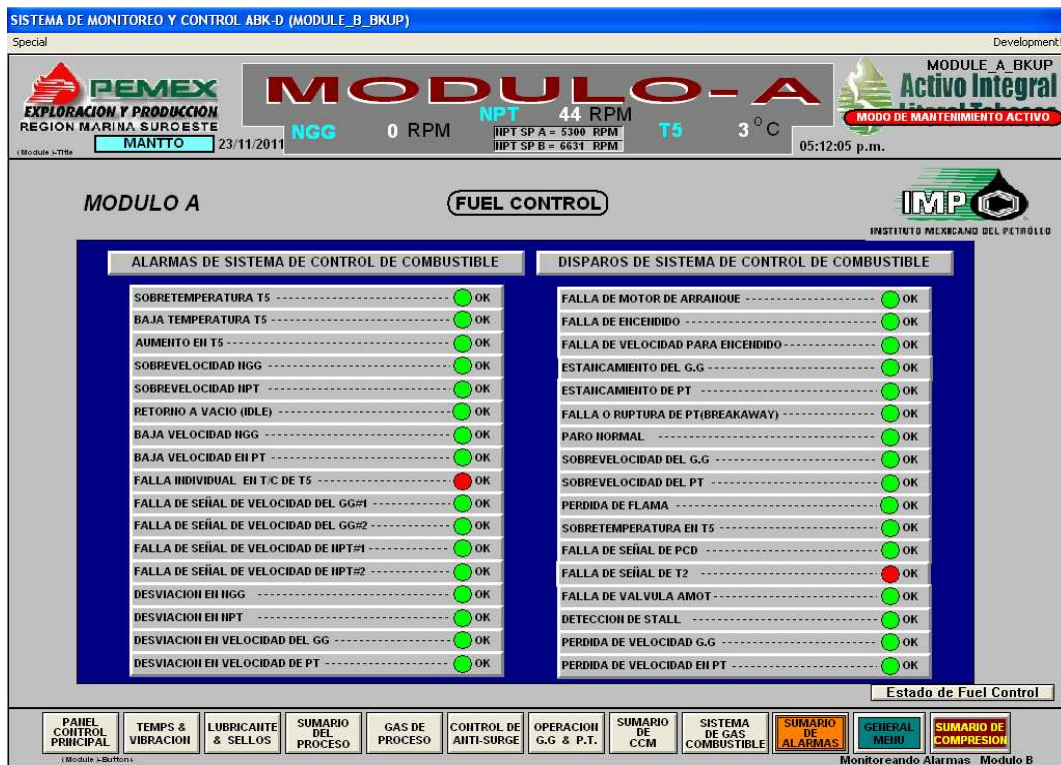 SISTEMA DE MONITOREO Y CONTROL ABK-D (MODULE_B_BKUP)
Special
Development!
PEMEX
EXPLORACION Y PRODUCCION
REGION MARINA SUROESTE
MANTTO
23/11/2011
(Module )-Title
MODULO-A
NGG 0 RPM
NPT 44 RPM
NPT SP A = 5300 RPM
NPT SP B = 6631 RPM
T5 3 °C
MODULE_A_BKUP
Activo Integral
Litoral Tabasco
MODO DE MANTENIMIENTO ACTIVO
05:12:05 p.m.
MODULO A
FUEL CONTROL
IMP
INSTITUTO MEXICANO DEL PETRÓLEO
ALARMAS DE SISTEMA DE CONTROL DE COMBUSTIBLE
SOBRETEMPERATURA T5 OK
BAJA TEMPERATURA T5 OK
AUMENTO EN T5 OK
SOBREVELOCIDAD NGG OK
SOBREVELOCIDAD NPT OK
RETORNO A VACIO (IDLE) OK
BAJA VELOCIDAD NGG OK
BAJA VELOCIDAD EN PT OK
FALLA INDIVIDUAL EN T/C DE T5 OK
FALLA DE SEÑAL DE VELOCIDAD DEL GG#1 OK
FALLA DE SEÑAL DE VELOCIDAD DEL GG#2 OK
FALLA DE SEÑAL DE VELOCIDAD DE NPT#1 OK
FALLA DE SEÑAL DE VELOCIDAD DE NPT#2 OK
DESVIACION EN NGG OK
DESVIACION EN NPT OK
DESVIACION EN VELOCIDAD DEL GG OK
DESVIACION EN VELOCIDAD DE PT OK
DISPAROS DE SISTEMA DE CONTROL DE COMBUSTIBLE
FALLA DE MOTOR DE ARRANQUE OK
FALLA DE ENCENDIDO OK
FALLA DE VELOCIDAD PARA ENCENDIDO OK
ESTANCAMIENTO DEL G.G OK
ESTANCAMIENTO DE PT OK
FALLA O RUPTURA DE PT(BREAKAWAY) OK
PARO NORMAL OK
SOBREVELOCIDAD DEL G.G OK
SOBREVELOCIDAD DEL PT OK
PERDIDA DE FLAMA OK
SOBRETEMPERATURA EN T5 OK
FALLA DE SEÑAL DE PCD OK
FALLA DE SEÑAL DE T2 OK
FALLA DE VALVULA AMOT OK
DETECCION DE STALL OK
PERDIDA DE VELOCIDAD G.G OK
PERDIDA DE VELOCIDAD EN PT OK
Estado de Fuel Control
PANEL
CONTROL
PRINCIPAL
TEMPS &
VIBRACION
LUBRICANTE
& SELLOS
SUMARIO
DEL
PROCESO
GAS DE
PROCESO
CONTROL DE
ANTI-SURGE
OPERACION
G.G & P.T.
SUMARIO
DE
CCM
SISTEMA
DE GAS
COMBUSTIBLE
SUMARIO
DE
ALARMAS
GENERAL
MENU
SUMARIO DE
COMPRESION
(Module )-Buttons
Monitoreando Alarmas Modulo B